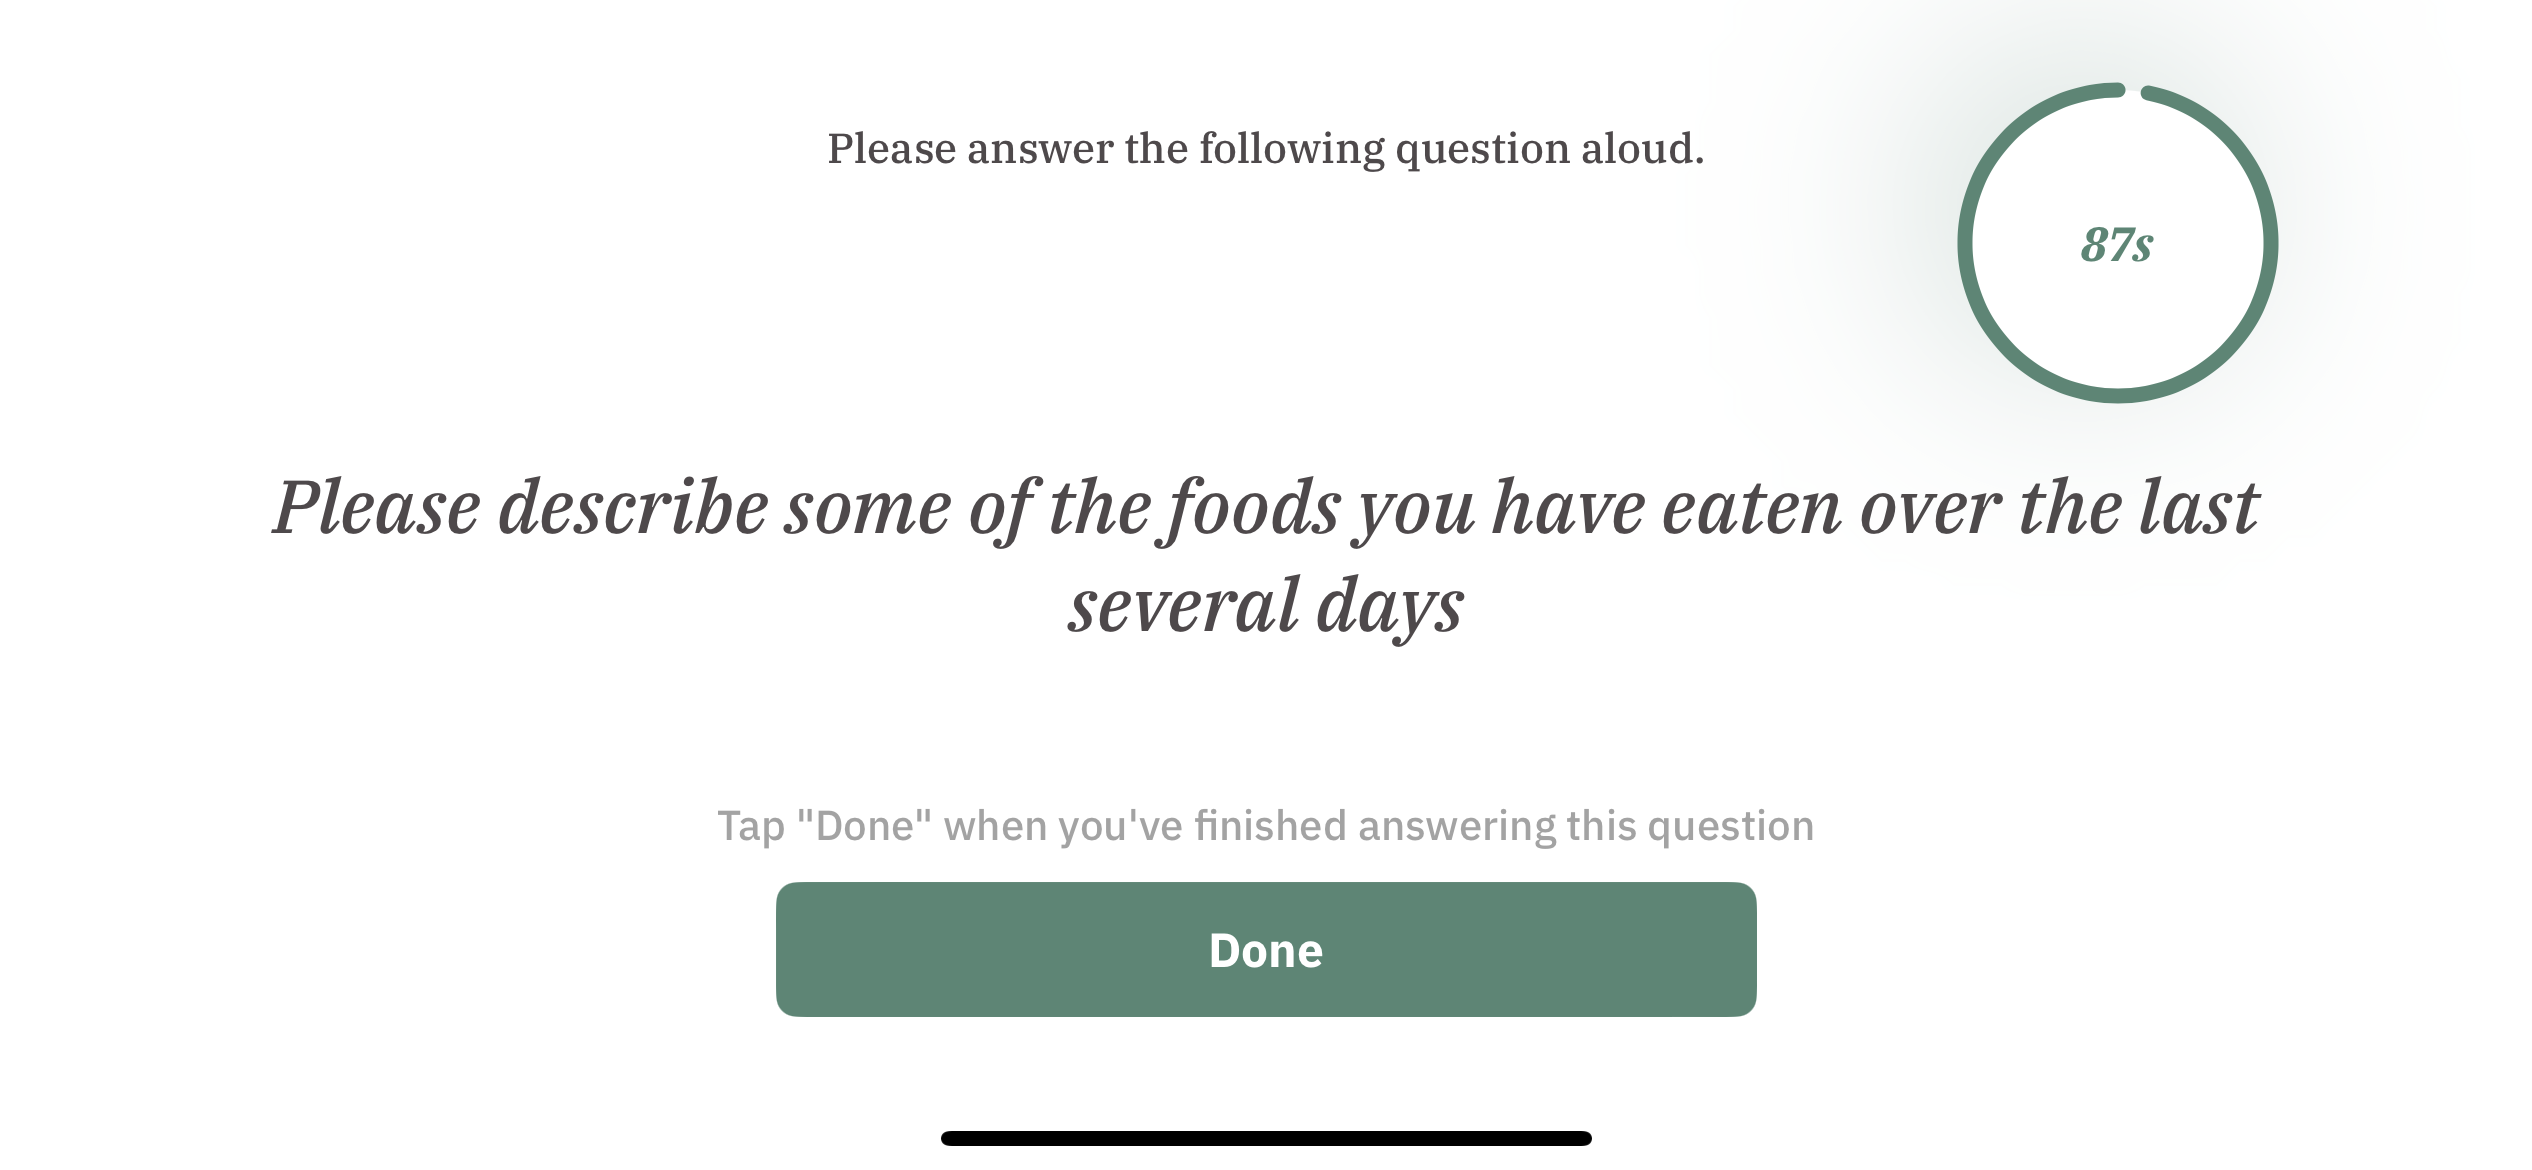 Please answer the following question aloud.
87s
Please describe some of the foods you have eaten over the last
several days
Tap "Done" when you've finished answering this question
Done